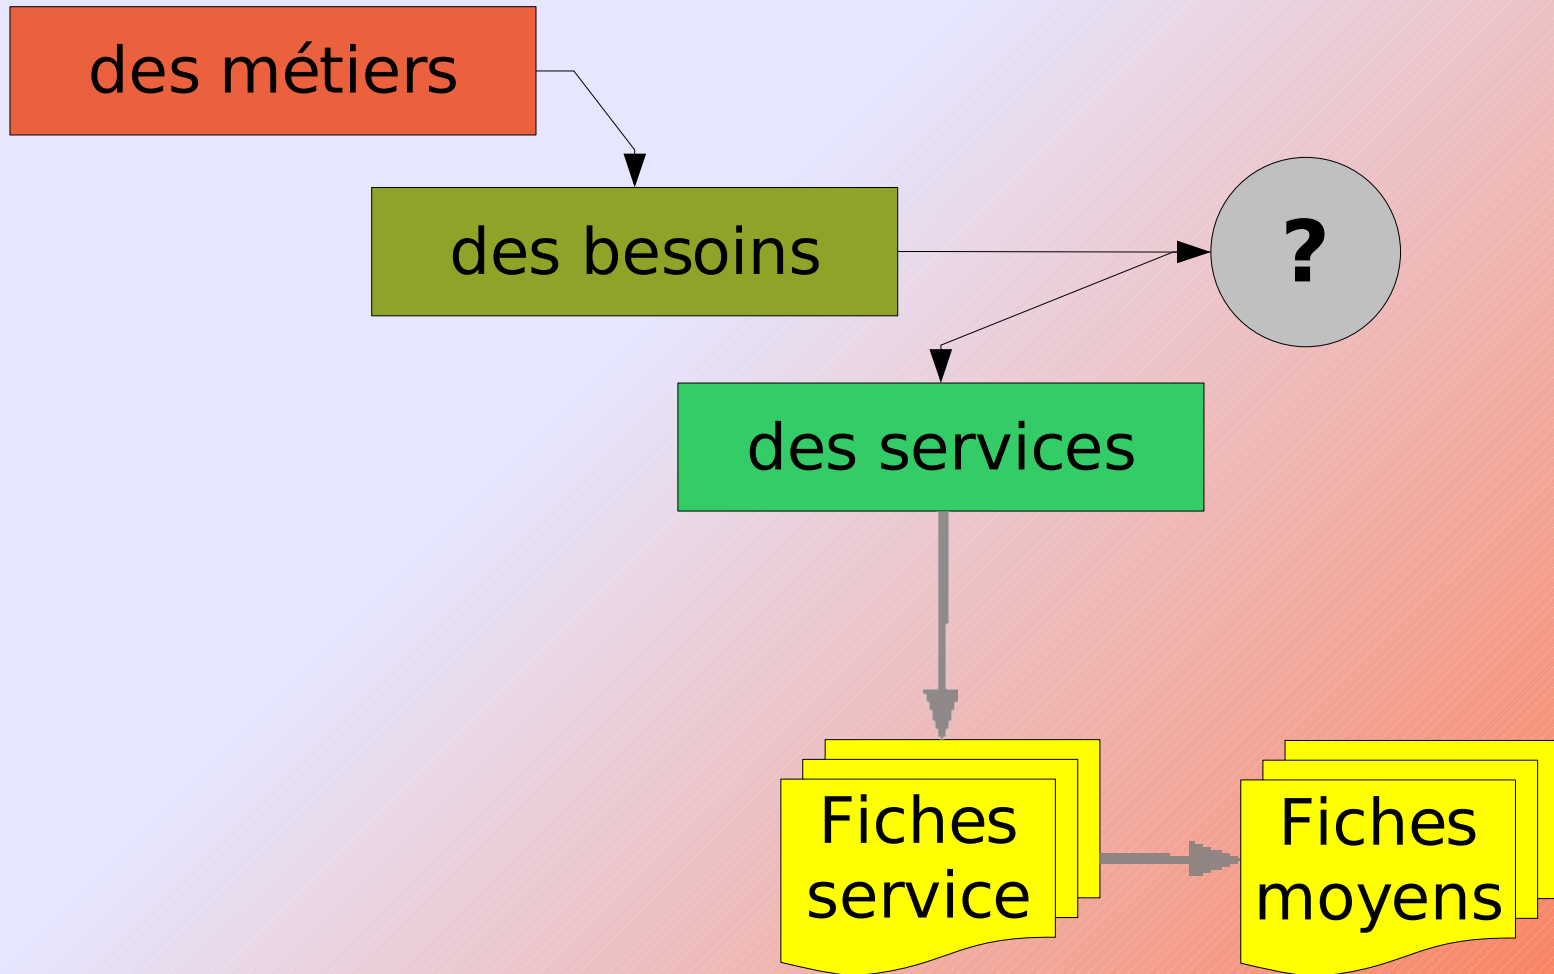 des métiers
des besoins
?
des services
Fiches
service
Fiches
moyens